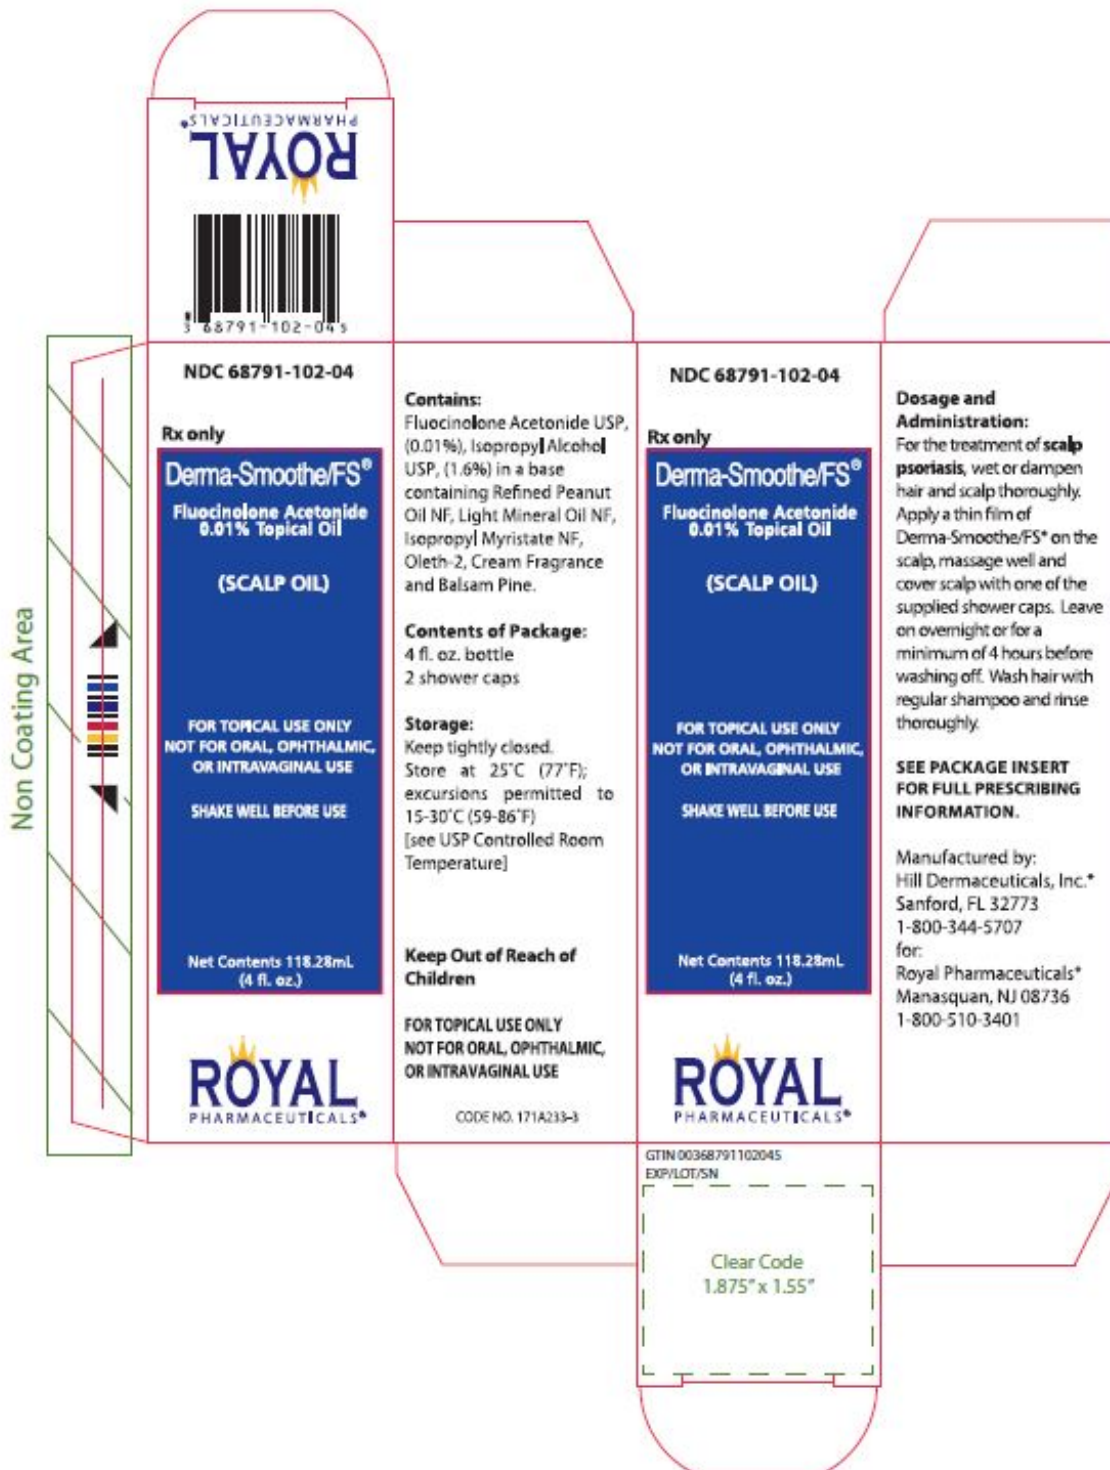 ROYAL
PHARMACEUTICALS®
3 68791-102-04 5
Non Coating Area
NDC 68791-102-04
Rx only
Derma-Smoothe/FS®
Fluocinolone Acetonide
0.01% Topical Oil
(SCALP OIL)
FOR TOPICAL USE ONLY
NOT FOR ORAL, OPHTHALMIC,
OR INTRAVAGINAL USE
SHAKE WELL BEFORE USE
Net Contents 118.28mL
(4 fl. oz.)
ROYAL
PHARMACEUTICALS®
Contains:
Fluocinolone Acetonide USP,
(0.01%), Isopropyl Alcohol
USP, (1.6%) in a base
containing Refined Peanut
Oil NF, Light Mineral Oil NF,
Isopropyl Myristate NF,
Oleth-2, Cream Fragrance
and Balsam Pine.
Contents of Package:
4 fl. oz. bottle
2 shower caps
Storage:
Keep tightly closed.
Store at 25˚C (77˚F);
excursions permitted to
15-30˚C (59-86˚F)
[see USP Controlled Room
Temperature]
Keep Out of Reach of
Children
FOR TOPICAL USE ONLY
NOT FOR ORAL, OPHTHALMIC,
OR INTRAVAGINAL USE
CODE NO. 171A233-3
NDC 68791-102-04
Rx only
Derma-Smoothe/FS®
Fluocinolone Acetonide
0.01% Topical Oil
(SCALP OIL)
FOR TOPICAL USE ONLY
NOT FOR ORAL, OPHTHALMIC,
OR INTRAVAGINAL USE
SHAKE WELL BEFORE USE
Net Contents 118.28mL
(4 fl. oz.)
ROYAL
PHARMACEUTICALS®
GTIN 00368791102045
EXP/LOT/SN
Clear Code
1.875" x 1.55"
Dosage and
Administration:
For the treatment of scalp
psoriasis, wet or dampen
hair and scalp thoroughly.
Apply a thin film of
Derma-Smoothe/FS® on the
scalp, massage well and
cover scalp with one of the
supplied shower caps. Leave
on overnight or for a
minimum of 4 hours before
washing off. Wash hair with
regular shampoo and rinse
thoroughly.
SEE PACKAGE INSERT
FOR FULL PRESCRIBING
INFORMATION.
Manufactured by:
Hill Dermaceuticals, Inc.®
Sanford, FL 32773
1-800-344-5707
for:
Royal Pharmaceuticals®
Manasquan, NJ 08736
1-800-510-3401